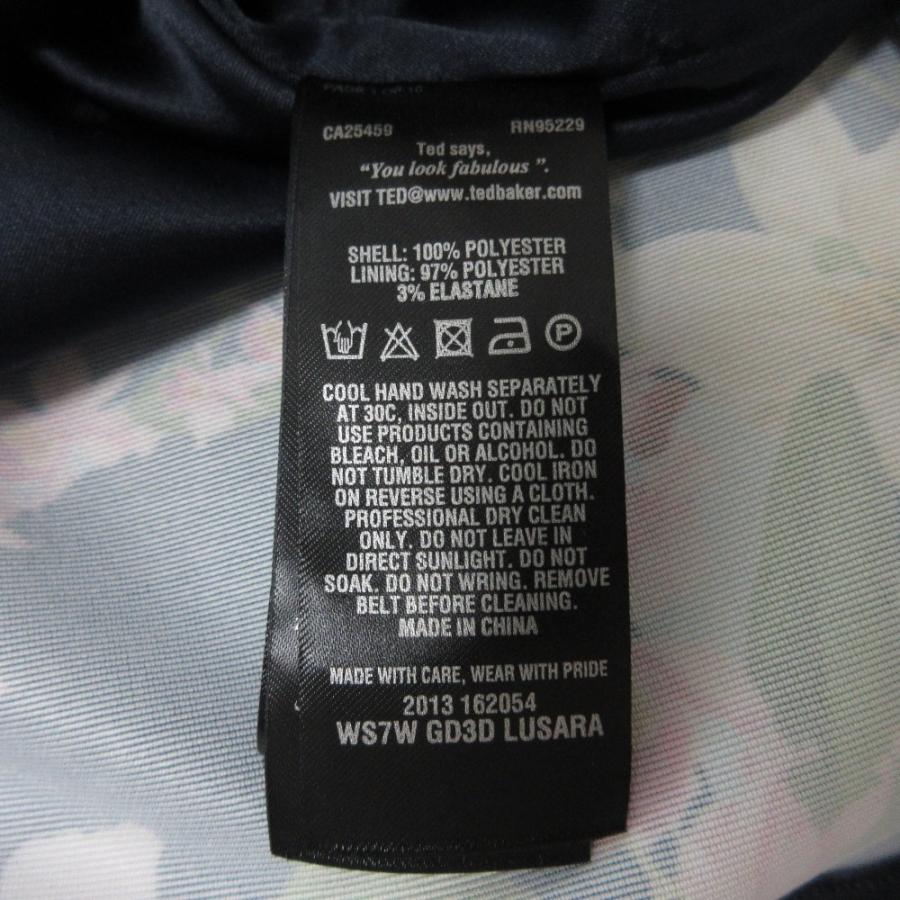 PAGE 1 OF 10
CA25459 RN95229
Ted says,
“You look fabulous ”.
VISIT TED@www.tedbaker.com
SHELL: 100% POLYESTER
LINING: 97% POLYESTER
3% ELASTANE
P
COOL HAND WASH SEPARATELY
AT 30C, INSIDE OUT. DO NOT
USE PRODUCTS CONTAINING
BLEACH, OIL OR ALCOHOL. DO
NOT TUMBLE DRY. COOL IRON
ON REVERSE USING A CLOTH.
PROFESSIONAL DRY CLEAN
ONLY. DO NOT LEAVE IN
DIRECT SUNLIGHT. DO NOT
SOAK. DO NOT WRING. REMOVE
BELT BEFORE CLEANING.
MADE IN CHINA
MADE WITH CARE, WEAR WITH PRIDE
2013 162054
WS7W GD3D LUSARA